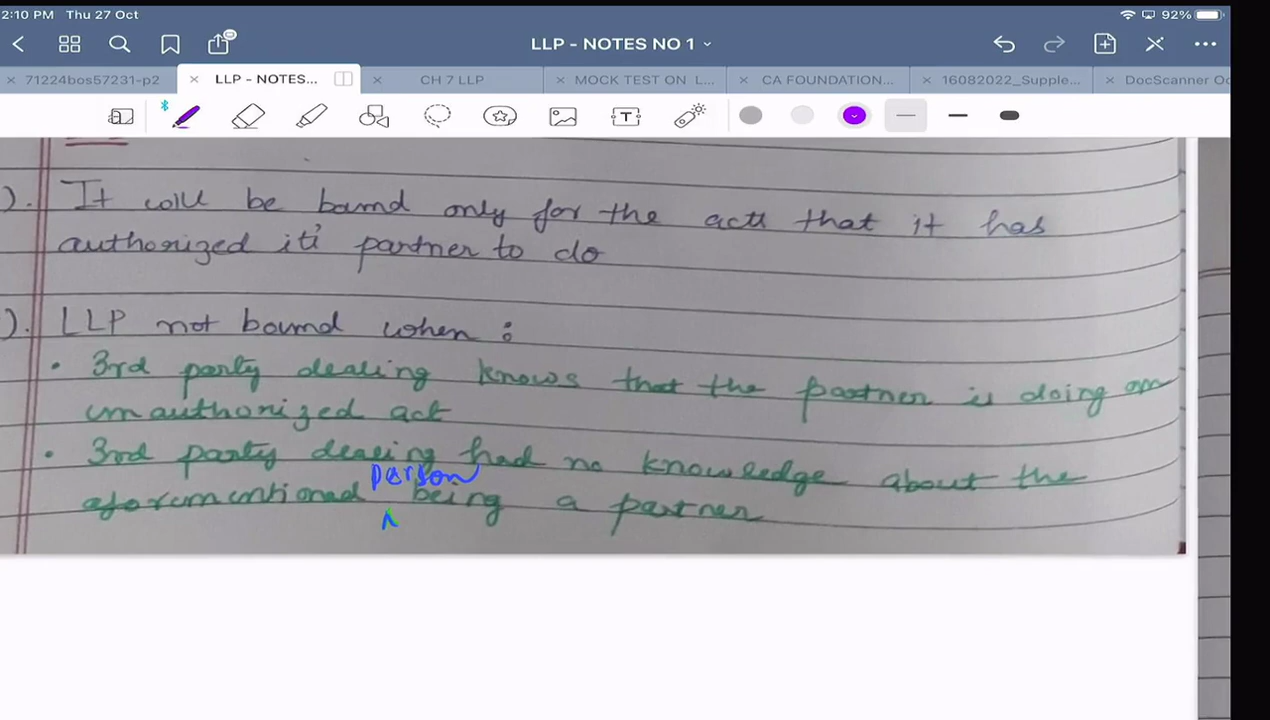 2:10 PM Thu 27 Oct
92%
LLP - NOTES NO 1
71224bos57231-p2
LLP - NOTES...
CH 7 LLP
MOCK TEST ON L...
CA FOUNDATION...
16082022_Supple...
DocScanner Oc
). It will be bound only for the acts that it has
authorized it's partner to do
). LLP not bound when :
• 3rd party dealing knows that the partner is doing an
unauthorized act
• 3rd party dealing had no knowledge about the
person
aforementioned being a partner